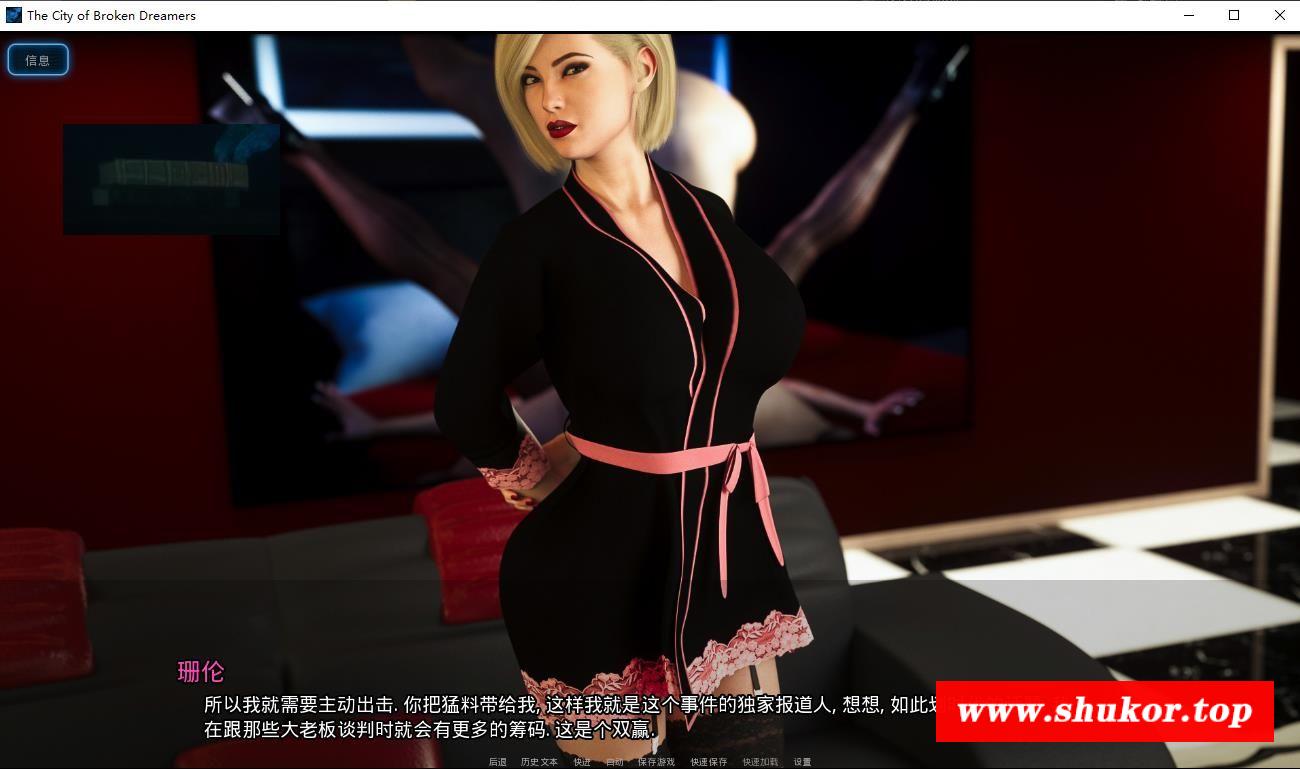 The City of Broken Dreamers
信息
珊伦
所以我就需要主动出击. 你把猛料带给我, 这样我就是这个事件的独家报道人, 想想, 如此
在跟那些大老板谈判时就会有更多的筹码. 这是个双赢.
www.shukor.top
后退 历史文本 快进 自动 保存游戏 快速保存 快速加载 设置